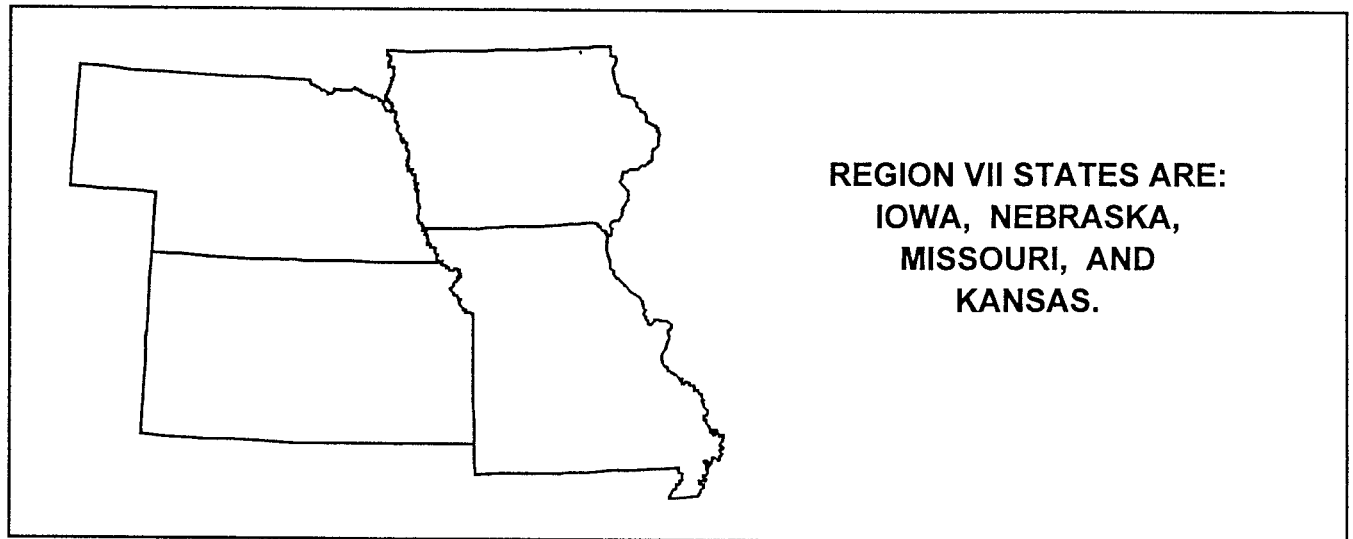 REGION VII STATES ARE:
IOWA, NEBRASKA,
MISSOURI, AND
KANSAS.